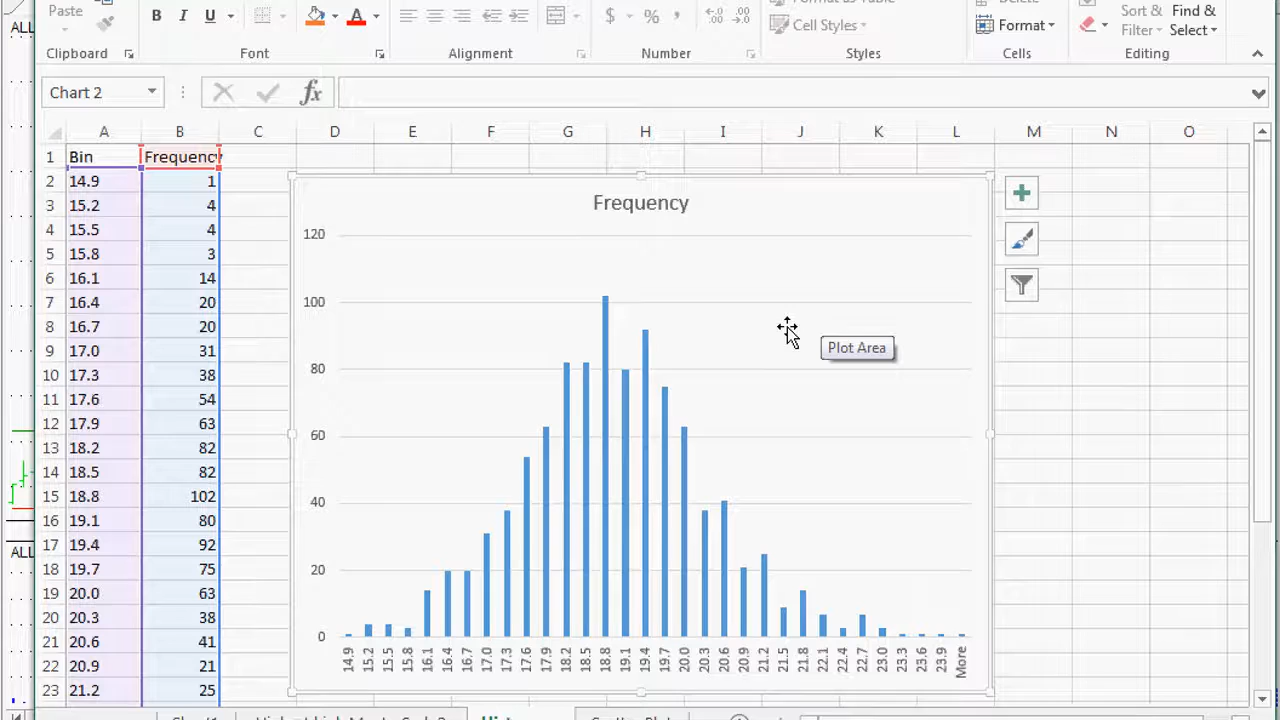 ALL
Paste
B I U A $ % ,
Format as Table
Cell Styles
Delete
Format
Sort & Find &
Filter Select
Clipboard Font Alignment Number Styles Cells Editing
Chart 2 fx
A B C D E F G H I J K L M N O
1 Bin Frequency
2 14.9 1
3 15.2 4
4 15.5 4
5 15.8 3
6 16.1 14
7 16.4 20
8 16.7 20
9 17.0 31
10 17.3 38
11 17.6 54
12 17.9 63
13 18.2 82
14 18.5 82
15 18.8 102
16 19.1 80
17 19.4 92
18 19.7 75
19 20.0 63
20 20.3 38
21 20.6 41
22 20.9 21
23 21.2 25
Frequency
120
100
80
60
40
20
0
14.9 15.2 15.5 15.8 16.1 16.4 16.7 17.0 17.3 17.6 17.9 18.2 18.5 18.8 19.1 19.4 19.7 20.0 20.3 20.6 20.9 21.2 21.5 21.8 22.1 22.4 22.7 23.0 23.3 23.6 23.9 More
Plot Area
ALL